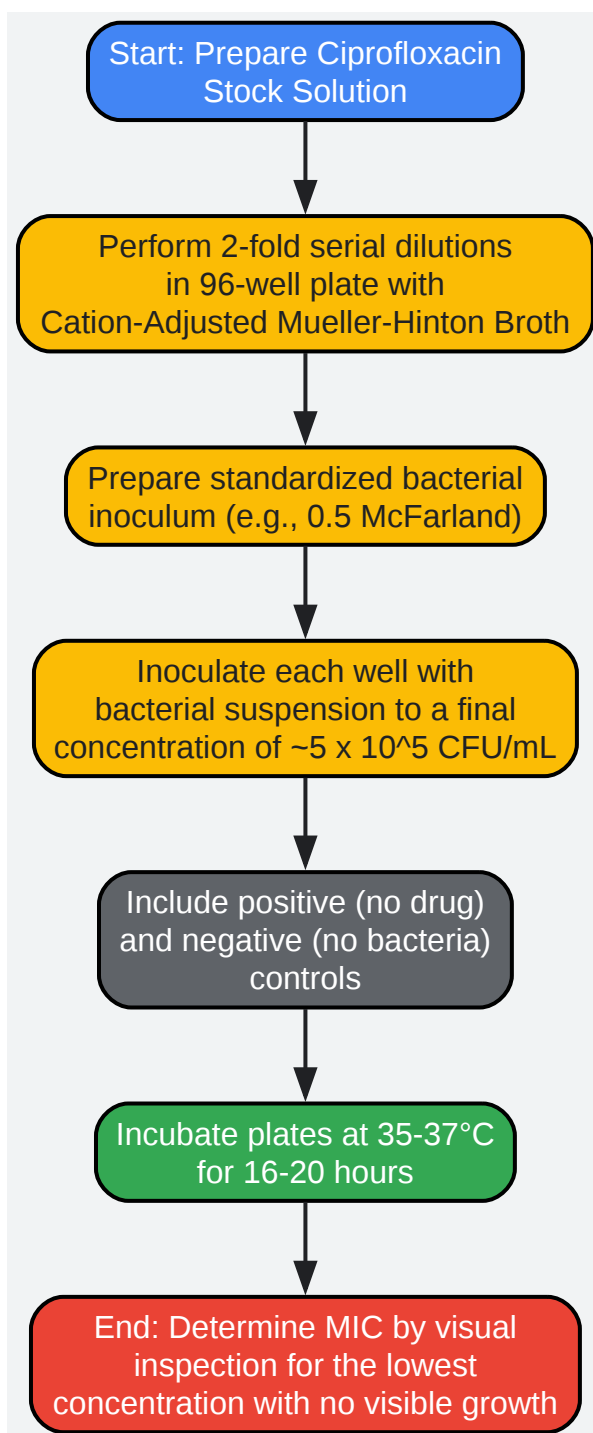 Start: Prepare Ciprofloxacin
Stock Solution
Perform 2-fold serial dilutions
in 96-well plate with
Cation-Adjusted Mueller-Hinton Broth
Prepare standardized bacterial
inoculum (e.g., 0.5 McFarland)
Inoculate each well with
bacterial suspension to a final
concentration of ~5 x 10^5 CFU/mL
Include positive (no drug)
and negative (no bacteria)
controls
Incubate plates at 35-37°C
for 16-20 hours
End: Determine MIC by visual
inspection for the lowest
concentration with no visible growth